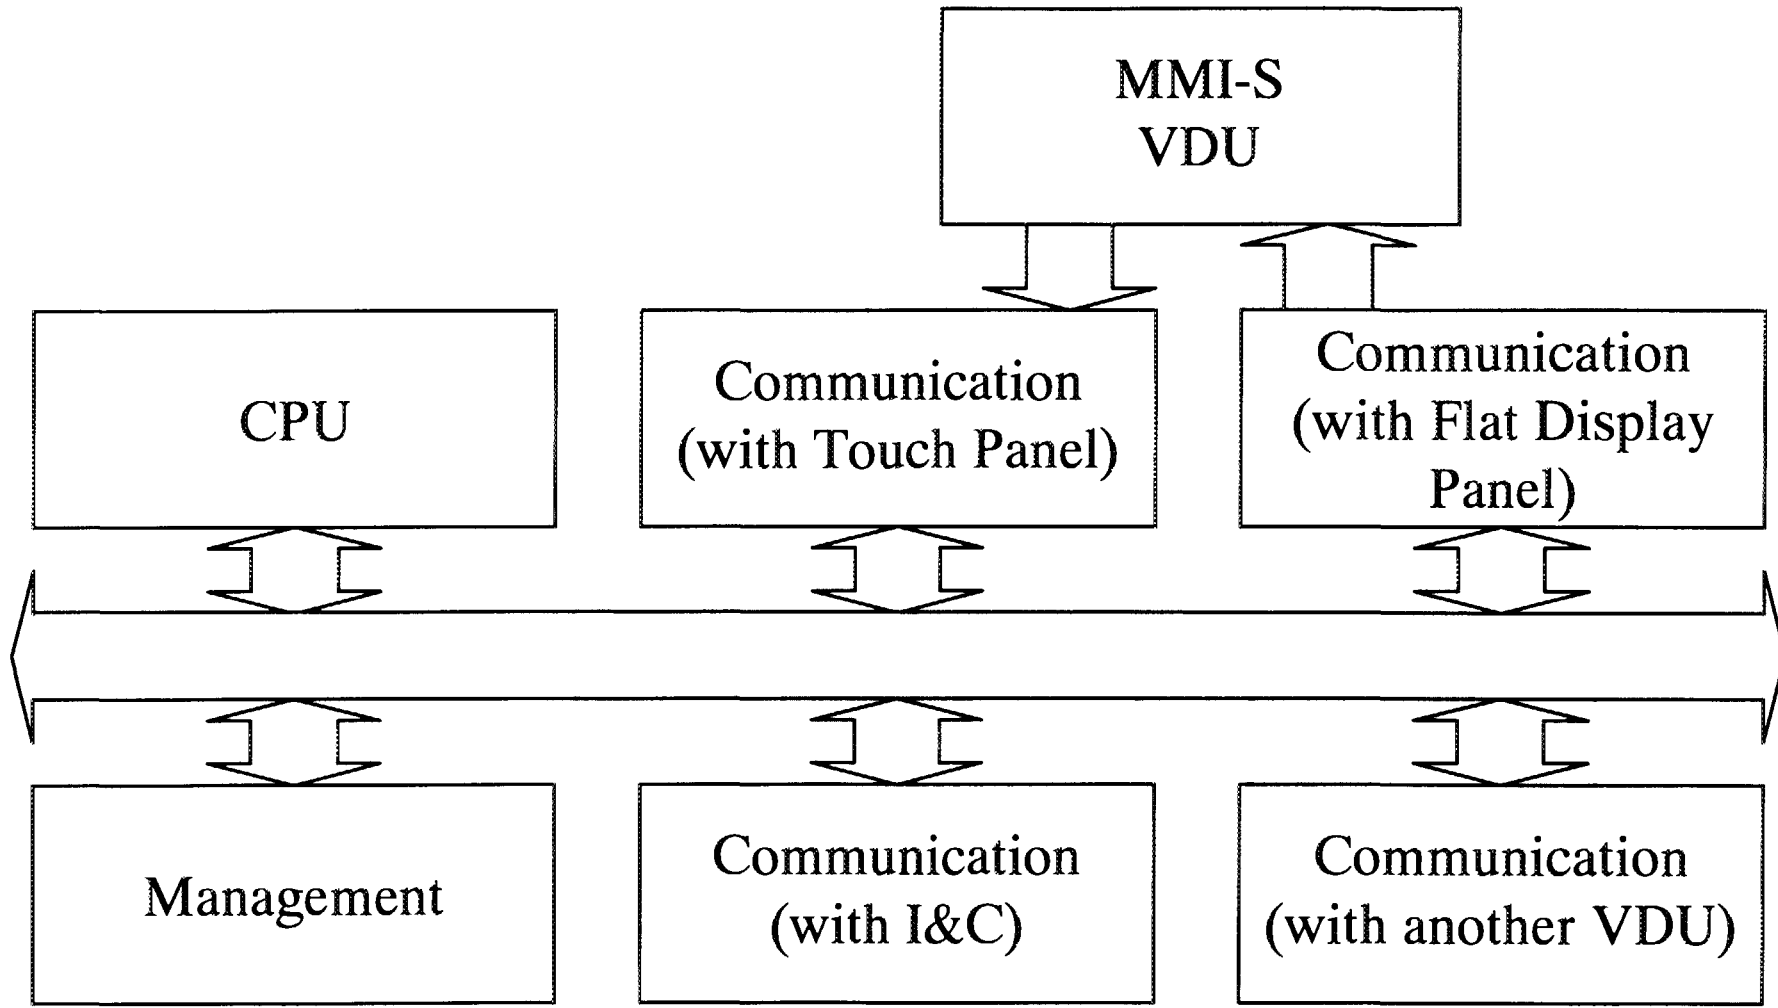 MMI-S
VDU
CPU
Communication
(with Touch Panel)
Communication
(with Flat Display
Panel)
Management
Communication
(with I&C)
Communication
(with another VDU)